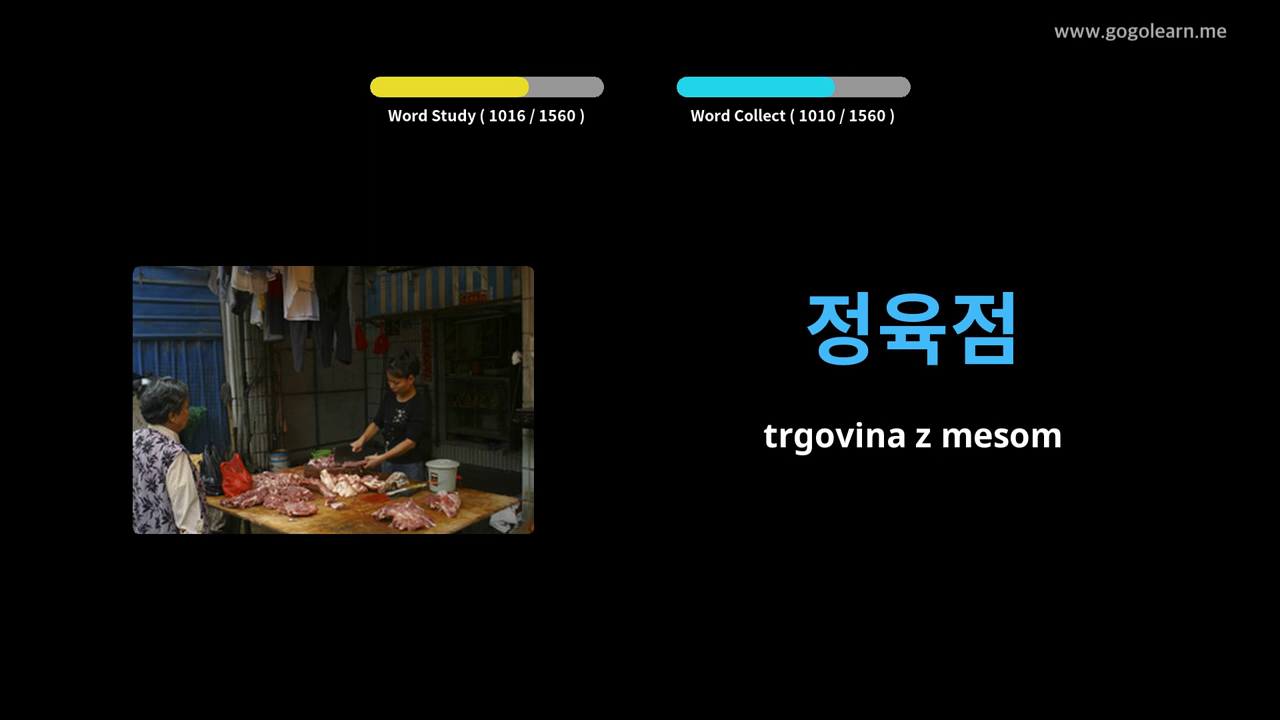 www.gogolearn.me
Word Study ( 1016 / 1560 )
Word Collect ( 1010 / 1560 )
정육점
trgovina z mesom